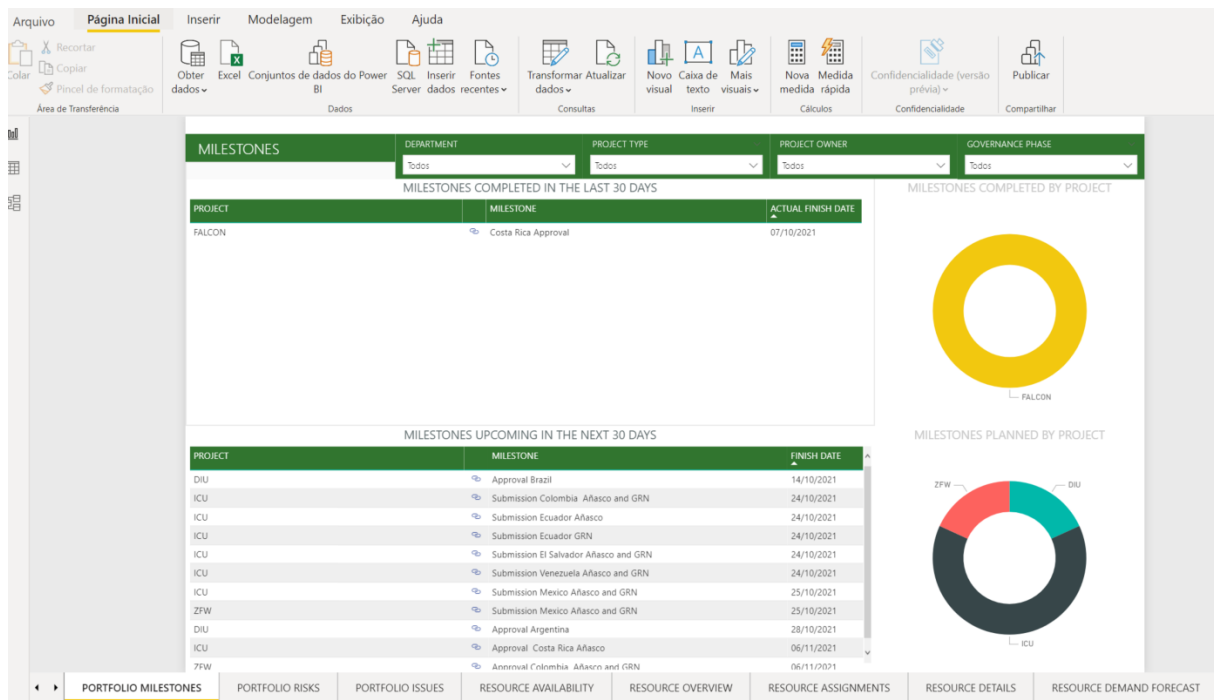 Arquivo Página Inicial Inserir Modelagem Exibição Ajuda
Colar
Recortar
Copiar
Pincel de formatação
Área de Transferência
Obter dados
Excel
Conjuntos de dados do Power BI
SQL Server
Inserir dados
Fontes recentes
Dados
Transformar dados
Atualizar
Consultas
Novo visual
Caixa de texto
Mais visuais
Inserir
Nova medida
Medida rápida
Cálculos
Confidencialidade (versão prévia)
Confidencialidade
Publicar
Compartilhar
MILESTONES
DEPARTMENT
Todos
PROJECT TYPE
Todos
PROJECT OWNER
Todos
GOVERNANCE PHASE
Todos
MILESTONES COMPLETED IN THE LAST 30 DAYS
PROJECT MILESTONE ACTUAL FINISH DATE
FALCON Costa Rica Approval 07/10/2021
MILESTONES COMPLETED BY PROJECT
FALCON
MILESTONES UPCOMING IN THE NEXT 30 DAYS
PROJECT MILESTONE FINISH DATE
DIU Approval Brazil 14/10/2021
ICU Submission Colombia Añasco and GRN 24/10/2021
ICU Submission Ecuador Añasco 24/10/2021
ICU Submission Ecuador GRN 24/10/2021
ICU Submission El Salvador Añasco and GRN 24/10/2021
ICU Submission Venezuela Añasco and GRN 24/10/2021
ICU Submission Mexico Añasco and GRN 25/10/2021
ZFW Submission Mexico Añasco and GRN 25/10/2021
DIU Approval Argentina 28/10/2021
ICU Approval Costa Rica Añasco 06/11/2021
ZFW Approval Colombia Añasco and GRN 06/11/2021
MILESTONES PLANNED BY PROJECT
ZFW
DIU
ICU
PORTFOLIO MILESTONES PORTFOLIO RISKS PORTFOLIO ISSUES RESOURCE AVAILABILITY RESOURCE OVERVIEW RESOURCE ASSIGNMENTS RESOURCE DETAILS RESOURCE DEMAND FORECAST